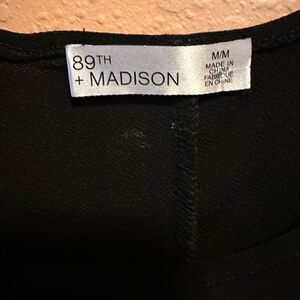 89TH
+ MADISON
M/M
MADE IN
CHINA
FABRIQUÉ
EN CHINE